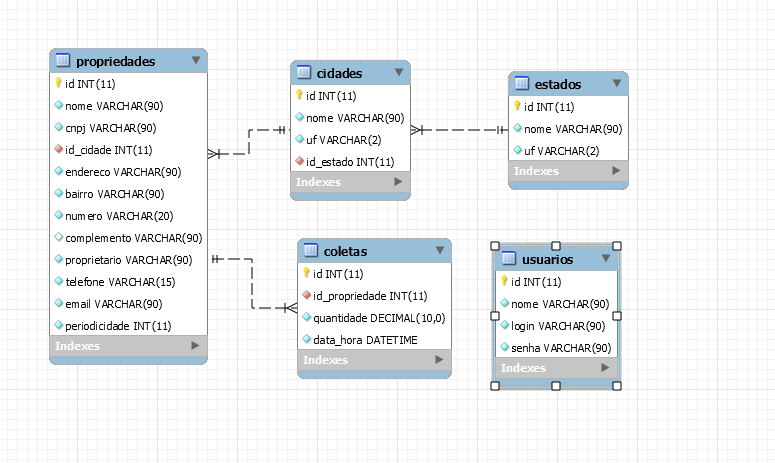 propriedades
id INT(11)
nome VARCHAR(90)
cnpj VARCHAR(90)
id_cidade INT(11)
endereco VARCHAR(90)
bairro VARCHAR(90)
numero VARCHAR(20)
complemento VARCHAR(90)
proprietario VARCHAR(90)
telefone VARCHAR(15)
email VARCHAR(90)
periodicidade INT(11)
Indexes
cidades
id INT(11)
nome VARCHAR(90)
uf VARCHAR(2)
id_estado INT(11)
Indexes
estados
id INT(11)
nome VARCHAR(90)
uf VARCHAR(2)
Indexes
coletas
id INT(11)
id_propriedade INT(11)
quantidade DECIMAL(10,0)
data_hora DATETIME
Indexes
usuarios
id INT(11)
nome VARCHAR(90)
login VARCHAR(90)
senha VARCHAR(90)
Indexes